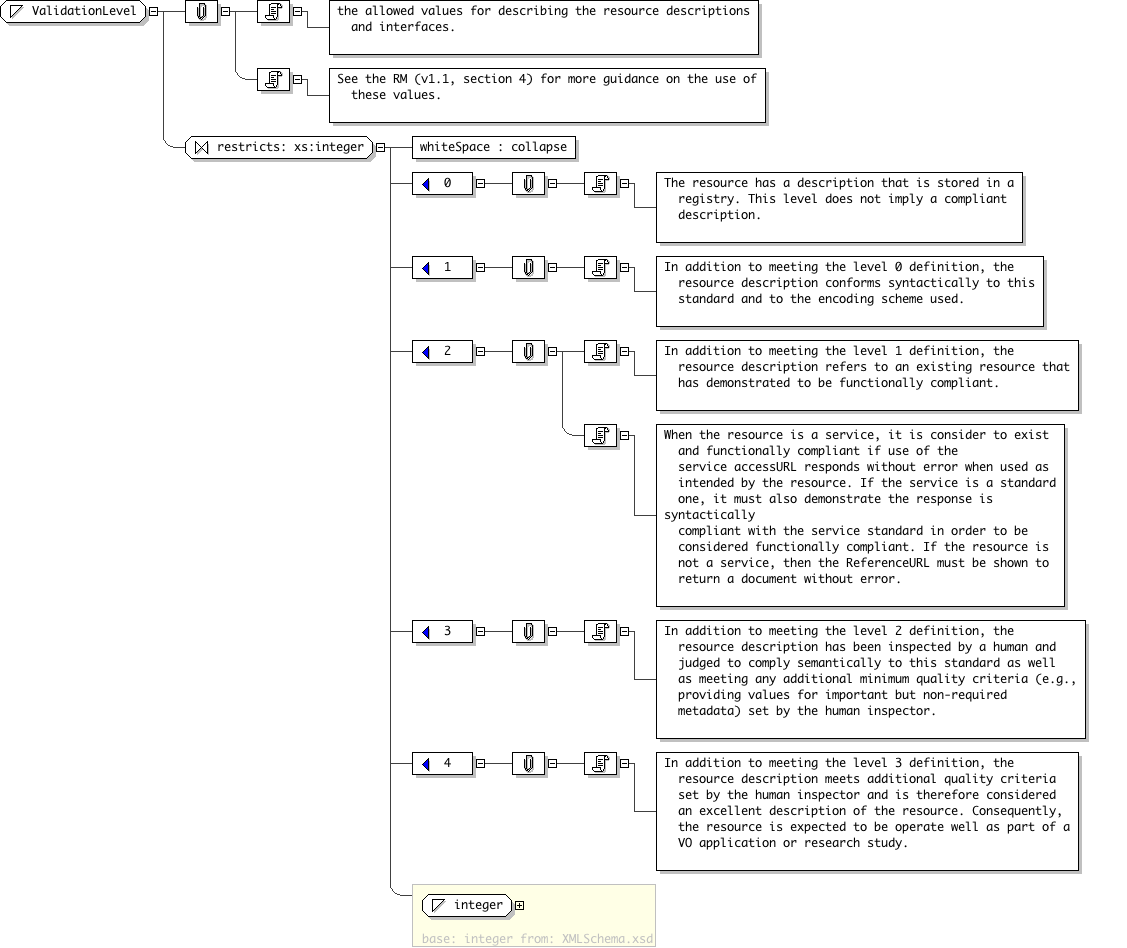 ValidationLevel
the allowed values for describing the resource descriptions
and interfaces.
See the RM (v1.1, section 4) for more guidance on the use of
these values.
restricts: xs:integer
whiteSpace : collapse
0
The resource has a description that is stored in a
registry. This level does not imply a compliant
description.
1
In addition to meeting the level 0 definition, the
resource description conforms syntactically to this
standard and to the encoding scheme used.
2
In addition to meeting the level 1 definition, the
resource description refers to an existing resource that
has demonstrated to be functionally compliant.
When the resource is a service, it is consider to exist
and functionally compliant if use of the
service accessURL responds without error when used as
intended by the resource. If the service is a standard
one, it must also demonstrate the response is
syntactically
compliant with the service standard in order to be
considered functionally compliant. If the resource is
not a service, then the ReferenceURL must be shown to
return a document without error.
3
In addition to meeting the level 2 definition, the
resource description has been inspected by a human and
judged to comply semantically to this standard as well
as meeting any additional minimum quality criteria (e.g.,
providing values for important but non-required
metadata) set by the human inspector.
4
In addition to meeting the level 3 definition, the
resource description meets additional quality criteria
set by the human inspector and is therefore considered
an excellent description of the resource. Consequently,
the resource is expected to be operate well as part of a
VO application or research study.
integer
base: integer from: XMLSchema.xsd